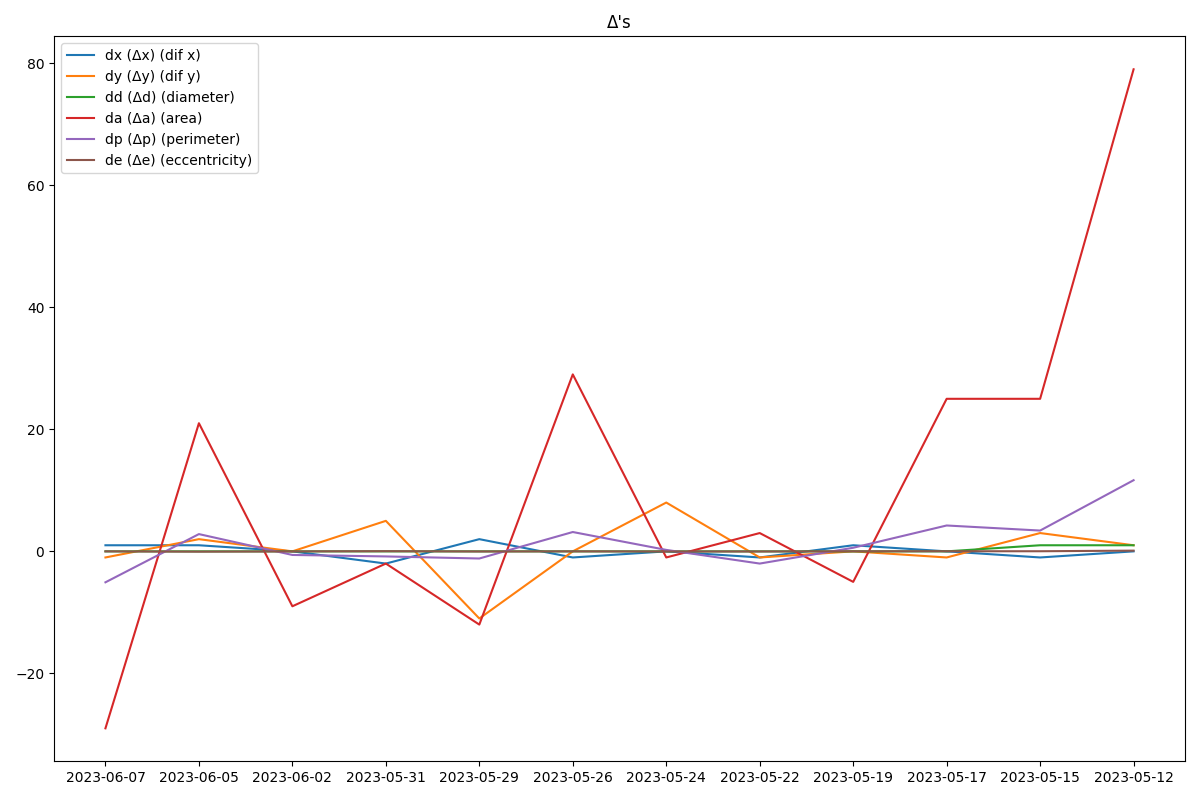 Δ's
dx (Δx) (dif x)
dy (Δy) (dif y)
dd (Δd) (diameter)
da (Δa) (area)
dp (Δp) (perimeter)
de (Δe) (eccentricity)
80
60
40
20
0
−20
2023-06-07 2023-06-05 2023-06-02 2023-05-31 2023-05-29 2023-05-26 2023-05-24 2023-05-22 2023-05-19 2023-05-17 2023-05-15 2023-05-12